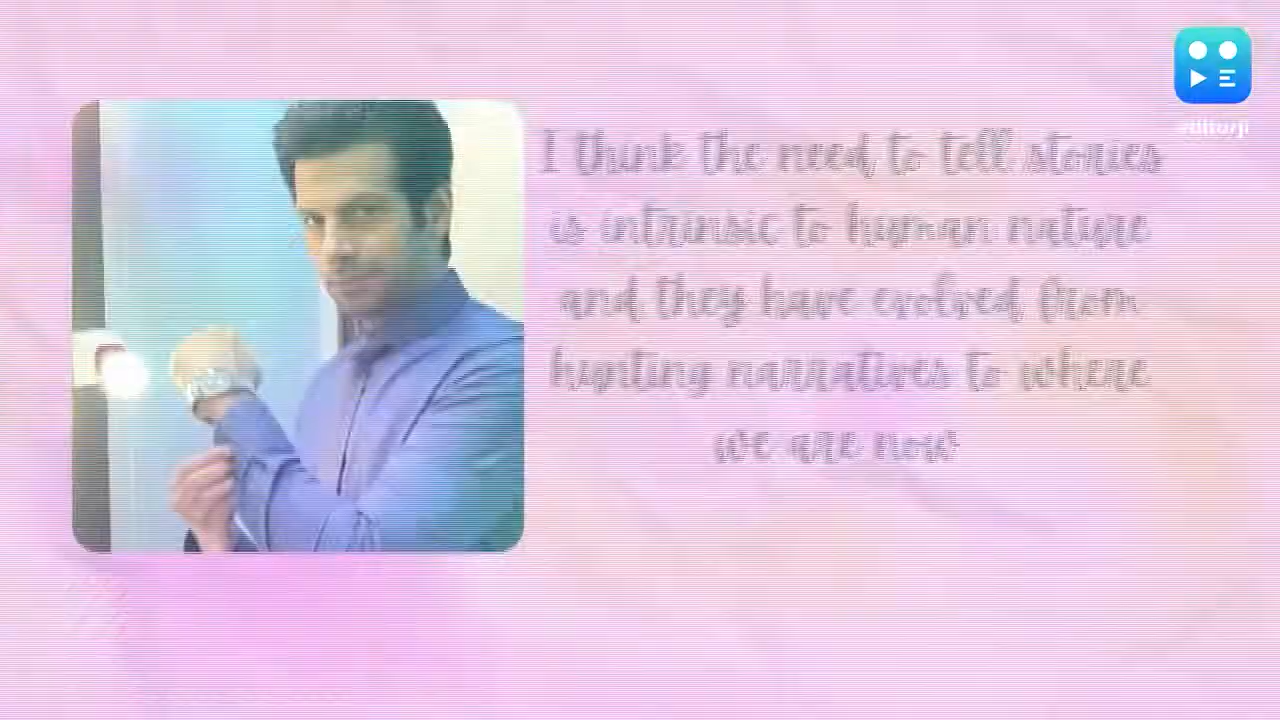 editorji
I think the need to tell stories
is intrinsic to human nature
and they have evolved from
hunting narratives to where
we are now